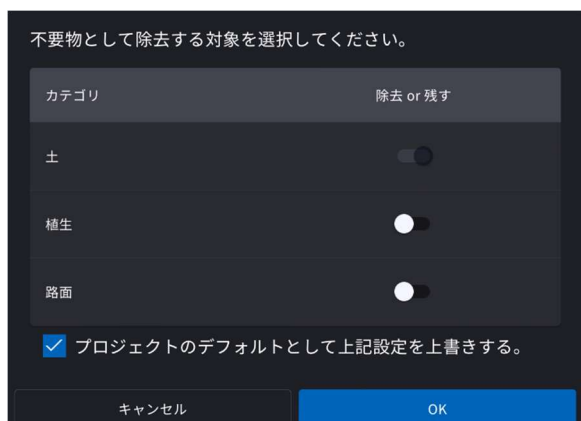 不要物として除去する対象を選択してください。
カテゴリ 除去 or 残す
土
植生
路面
プロジェクトのデフォルトとして上記設定を上書きする。
キャンセル OK